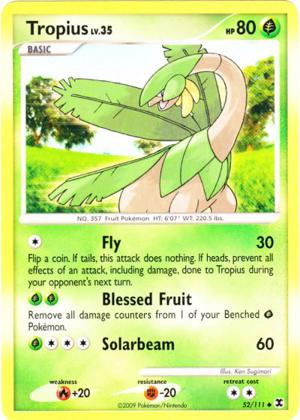 Tropius LV.35 HP 80
BASIC
NO. 357 Fruit Pokémon HT: 6'07" WT: 220.5 lbs.
Fly 30
Flip a coin. If tails, this attack does nothing. If heads, prevent all
effects of an attack, including damage, done to Tropius during
your opponent's next turn.
Blessed Fruit
Remove all damage counters from 1 of your Benched
Pokémon.
Solarbeam 60
Illus. Ken Sugimori
weakness resistance retreat cost
+20 -20
©2009 Pokémon/Nintendo 52/111